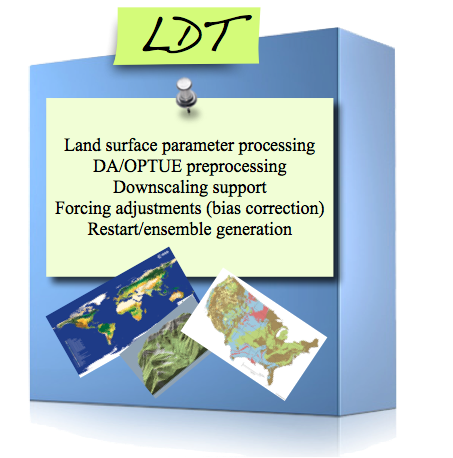 LDT
Land surface parameter processing
DA/OPTUE preprocessing
Downscaling support
Forcing adjustments (bias correction)
Restart/ensemble generation